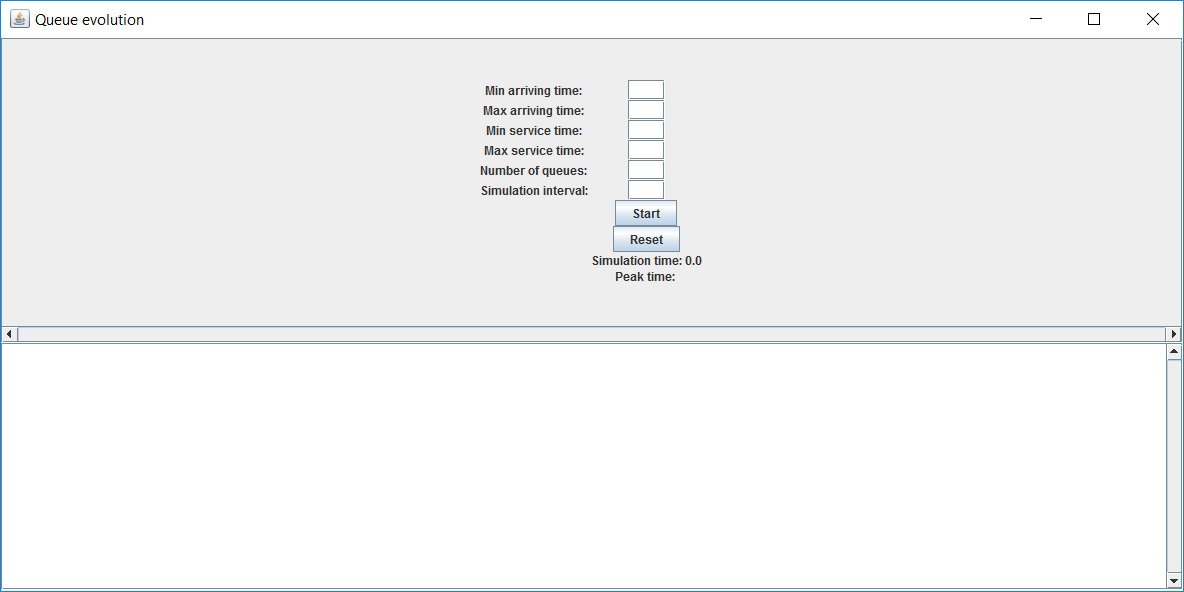 Queue evolution
Min arriving time:
Max arriving time:
Min service time:
Max service time:
Number of queues:
Simulation interval:
Start
Reset
Simulation time: 0.0
Peak time: